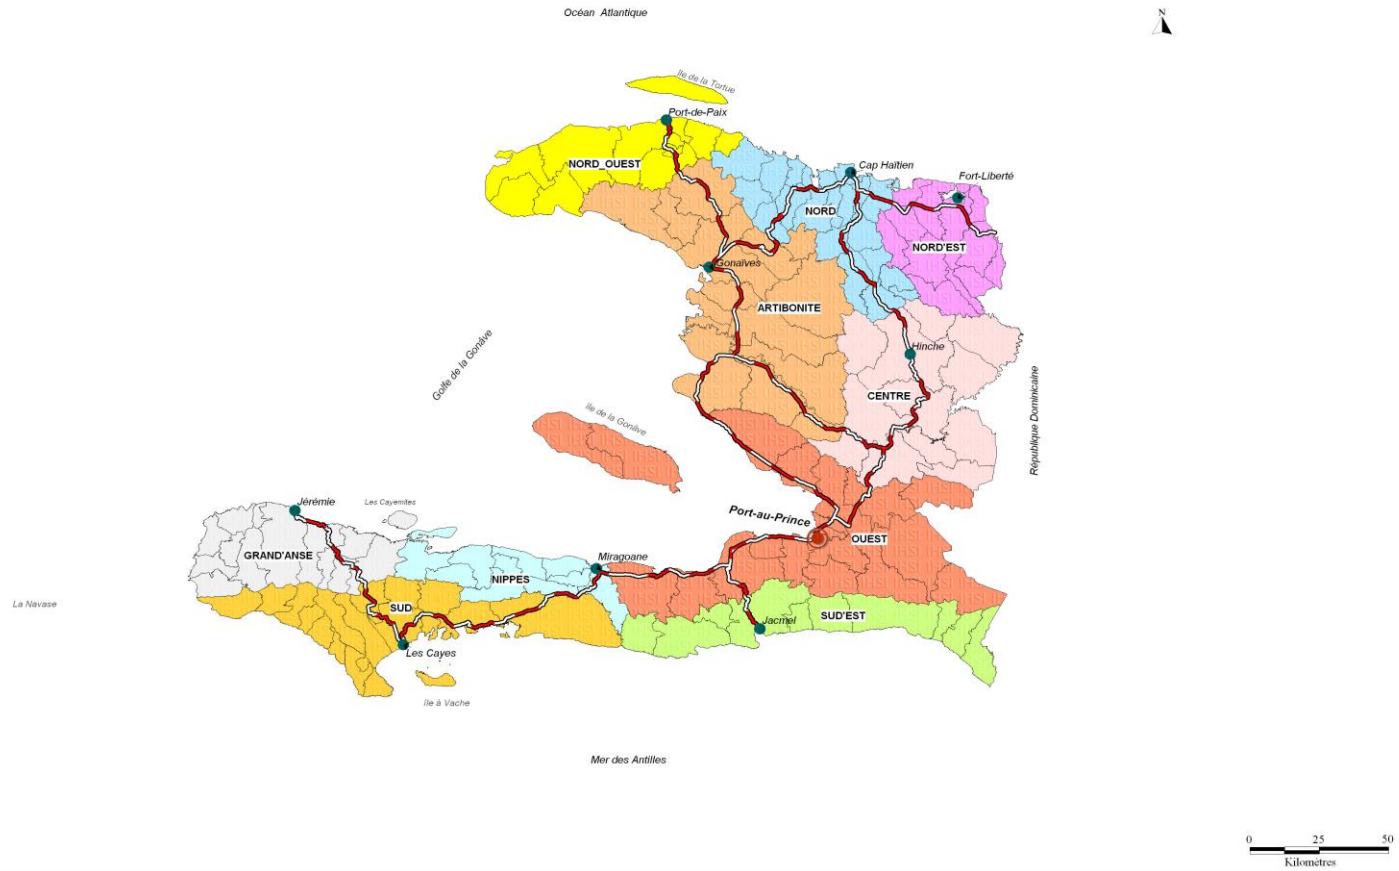 Océan Atlantique
N
Ile de la Tortue
Port-de-Paix
NORD_OUEST
Cap Haïtien
Fort-Liberté
NORD
NORD'EST
Gonaïves
ARTIBONITE
Golfe de la Gonâve
Hinche
CENTRE
République Dominicaine
Ile de la Gonâve
Jérémie
Les Cayemites
Port-au-Prince
OUEST
GRAND'ANSE
Miragoane
NIPPES
La Navase
SUD
SUD'EST
Jacmel
Les Cayes
Ile à Vache
Mer des Antilles
0 25 50
Kilomètres